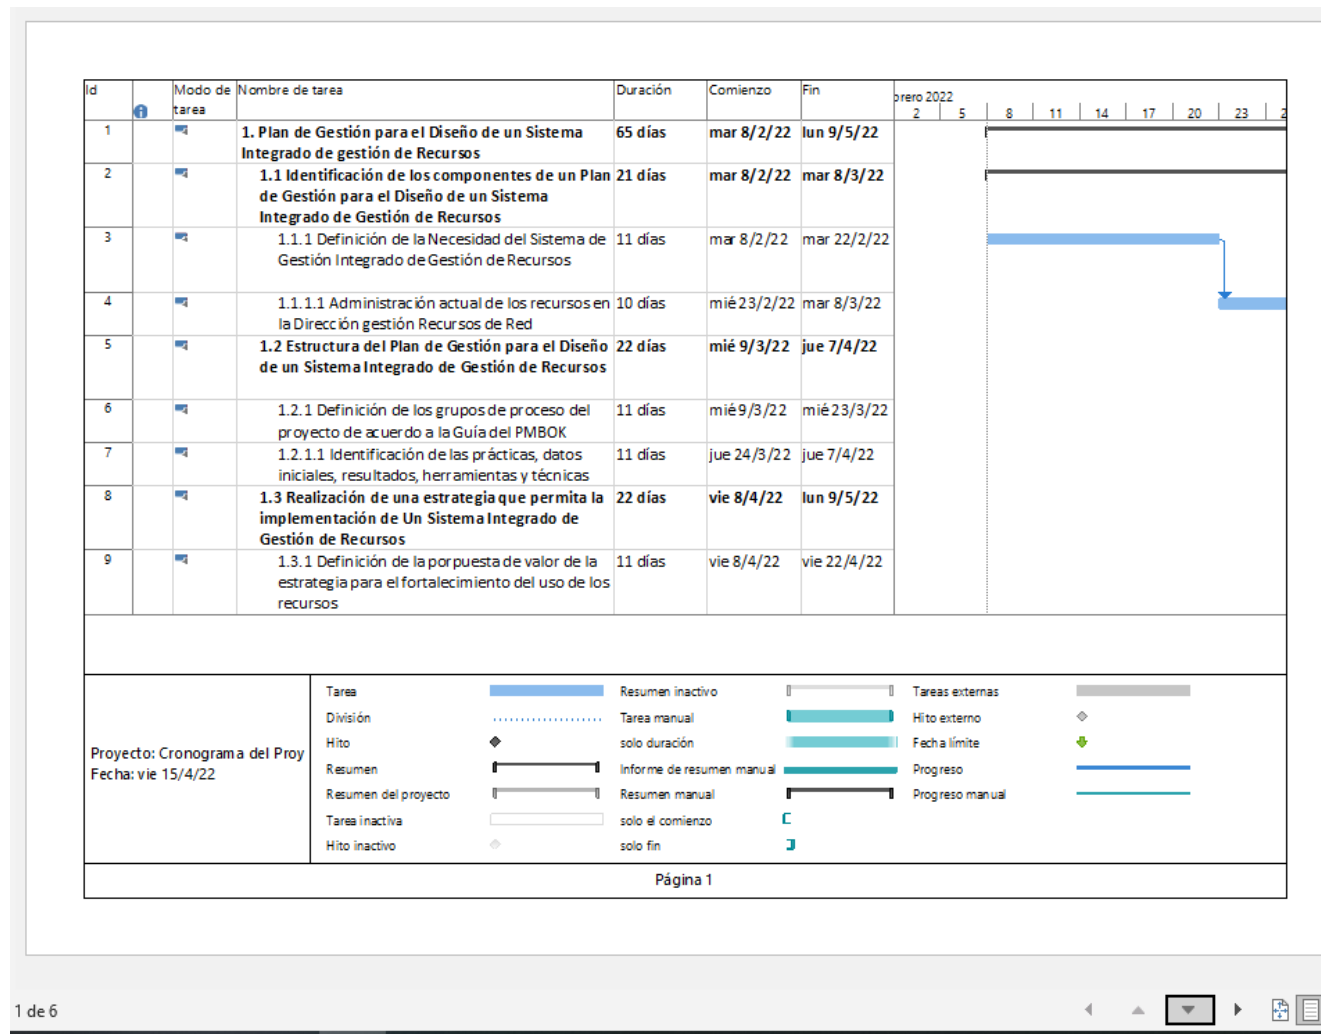 Id Modo de tarea Nombre de tarea Duración Comienzo Fin
brero 2022
2 5 8 11 14 17 20 23 2
1 1. Plan de Gestión para el Diseño de un Sistema 65 días mar 8/2/22 lun 9/5/22
Integrado de gestión de Recursos
2 1.1 Identificación de los componentes de un Plan 21 días mar 8/2/22 mar 8/3/22
de Gestión para el Diseño de un Sistema
Integrado de Gestión de Recursos
3 1.1.1 Definición de la Necesidad del Sistema de 11 días mar 8/2/22 mar 22/2/22
Gestión Integrado de Gestión de Recursos
4 1.1.1.1 Administración actual de los recursos en 10 días mié 23/2/22 mar 8/3/22
la Dirección gestión Recursos de Red
5 1.2 Estructura del Plan de Gestión para el Diseño 22 días mié 9/3/22 jue 7/4/22
de un Sistema Integrado de Gestión de Recursos
6 1.2.1 Definición de los grupos de proceso del 11 días mié 9/3/22 mié 23/3/22
proyecto de acuerdo a la Guía del PMBOK
7 1.2.1.1 Identificación de las prácticas, datos 11 días jue 24/3/22 jue 7/4/22
iniciales, resultados, herramientas y técnicas
8 1.3 Realización de una estrategia que permita la 22 días vie 8/4/22 lun 9/5/22
implementación de Un Sistema Integrado de
Gestión de Recursos
9 1.3.1 Definición de la porpuesta de valor de la 11 días vie 8/4/22 vie 22/4/22
estrategia para el fortalecimiento del uso de los
recursos
Proyecto: Cronograma del Proy
Fecha: vie 15/4/22
Tarea
División
Hito
Resumen
Resumen del proyecto
Tarea inactiva
Hito inactivo
Resumen inactivo
Tarea manual
solo duración
Informe de resumen manual
Resumen manual
solo el comienzo
solo fin
Tareas externas
Hito externo
Fecha límite
Progreso
Progreso manual
Página 1
1 de 6